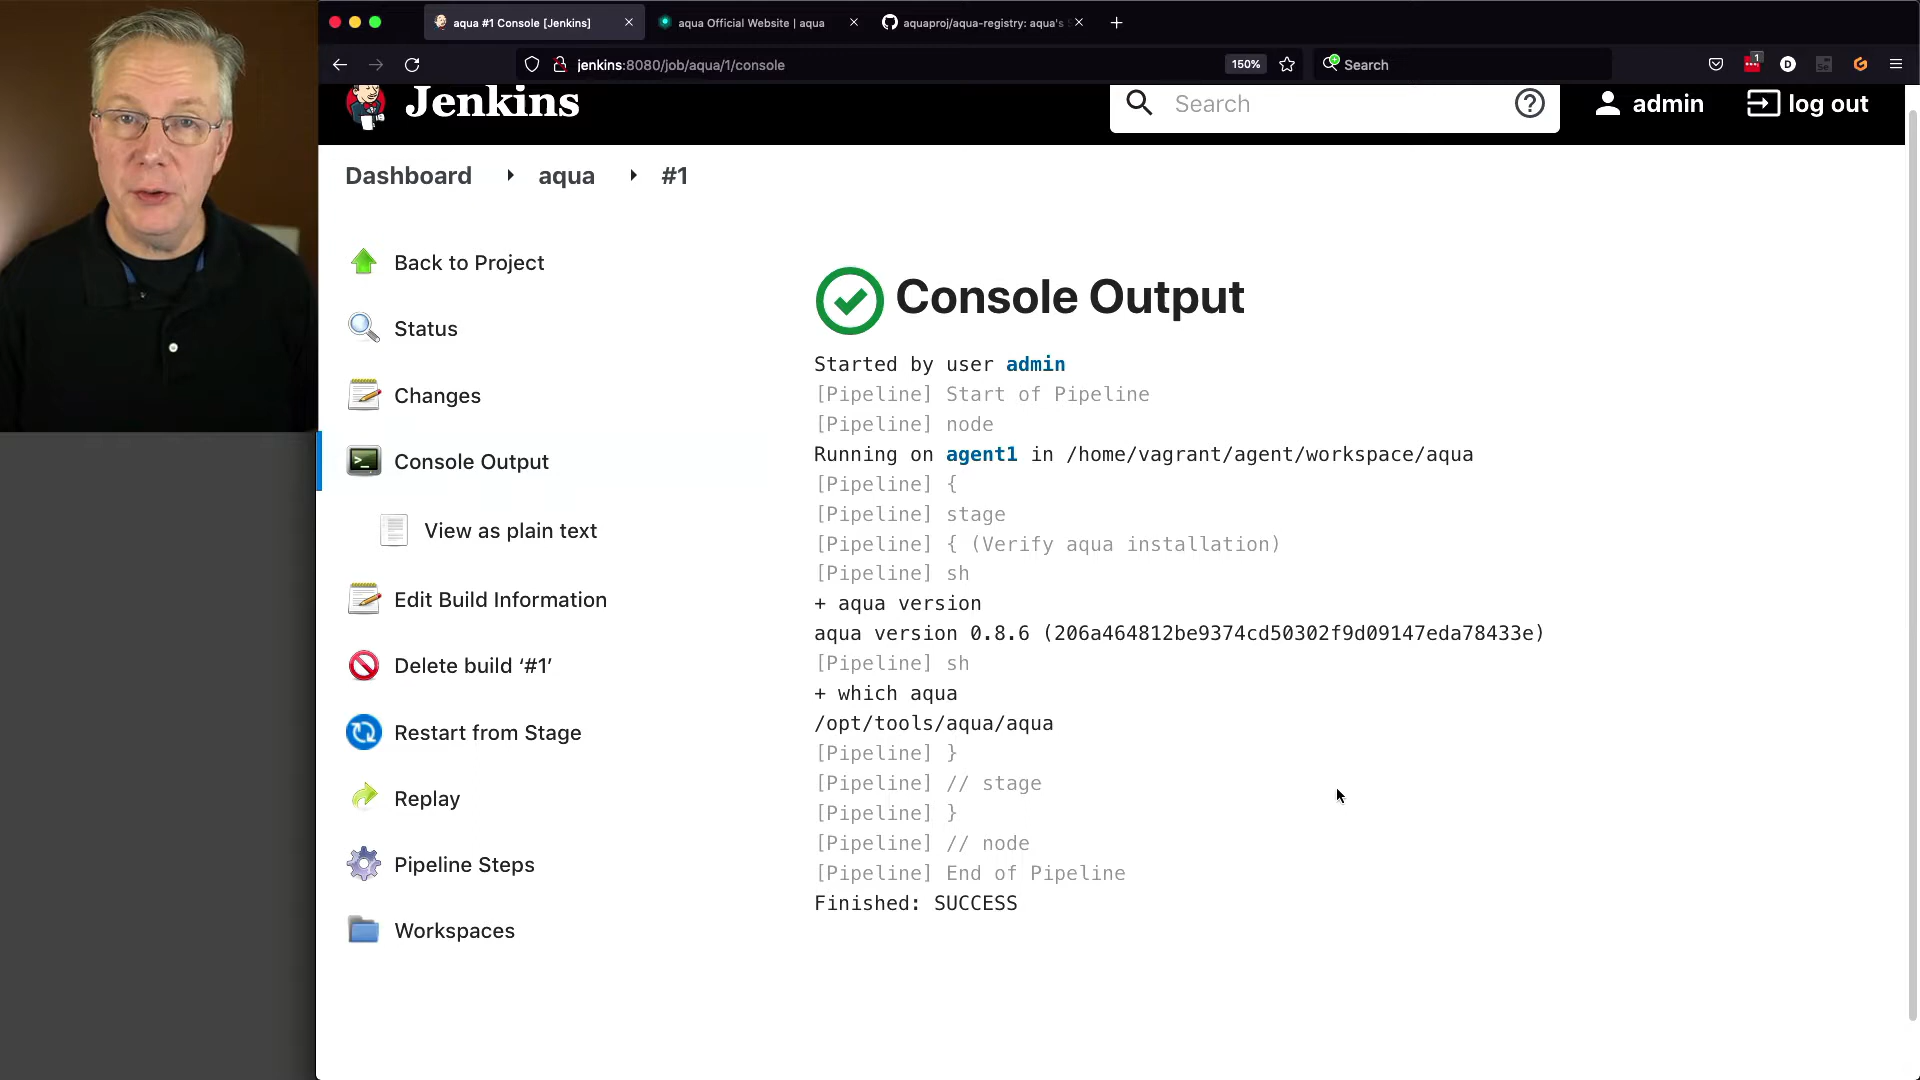 aqua #1 Console [Jenkins]
aqua Official Website | aqua
aquaproj/aqua-registry: aqua's
jenkins:8080/job/aqua/1/console
150%
Search
1
Jenkins
Search
admin
log out
Dashboard
aqua
#1
Back to Project
Status
Changes
Console Output
View as plain text
Edit Build Information
Delete build ‘#1’
Restart from Stage
Replay
Pipeline Steps
Workspaces
Console Output
Started by user admin
[Pipeline] Start of Pipeline
[Pipeline] node
Running on agent1 in /home/vagrant/agent/workspace/aqua
[Pipeline] {
[Pipeline] stage
[Pipeline] { (Verify aqua installation)
[Pipeline] sh
+ aqua version
aqua version 0.8.6 (206a464812be9374cd50302f9d09147eda78433e)
[Pipeline] sh
+ which aqua
/opt/tools/aqua/aqua
[Pipeline] }
[Pipeline] // stage
[Pipeline] }
[Pipeline] // node
[Pipeline] End of Pipeline
Finished: SUCCESS